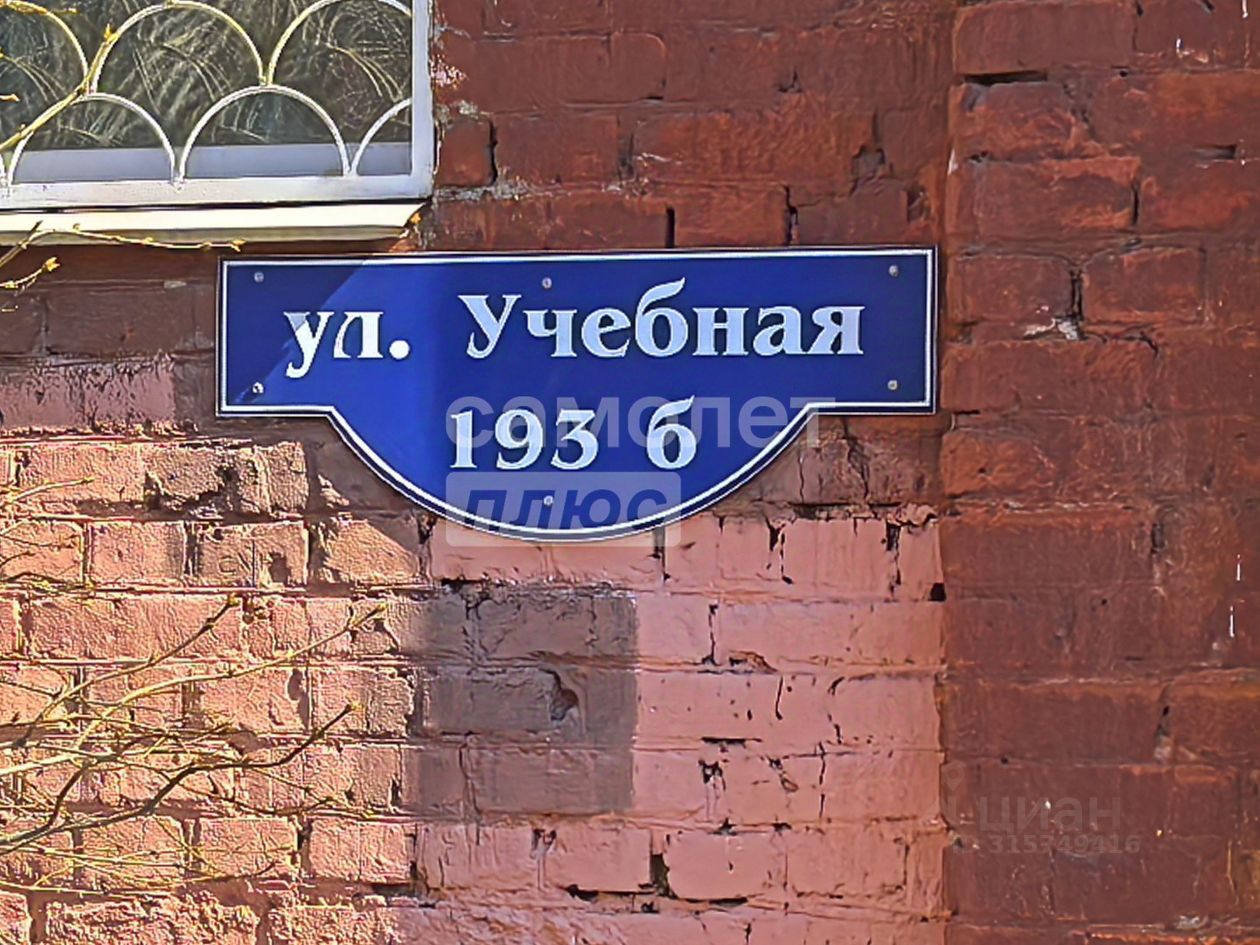 ул. Учебная
193 б
самолет
плюс
циан
315349416